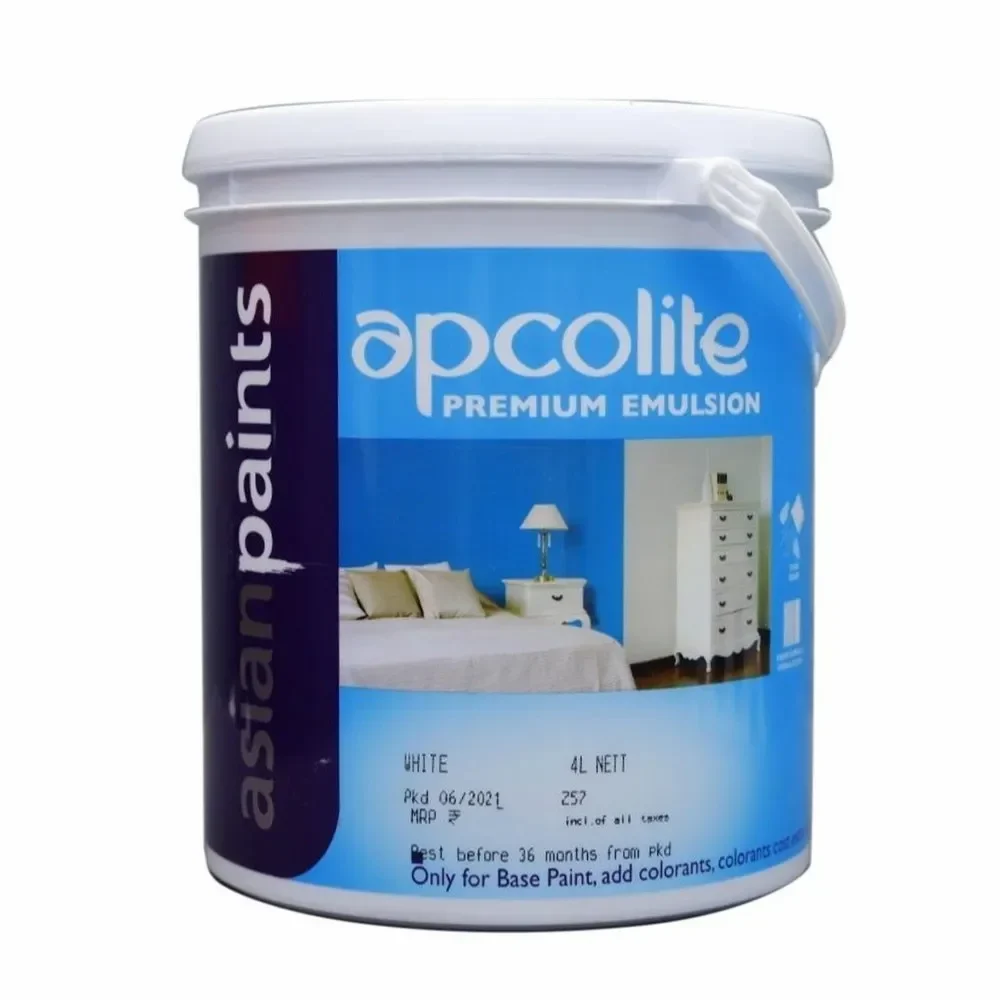 asianpaints
apcolite
PREMIUM EMULSION
WHITE 4L NETT
Pkd 06/2021 Z57
MRP ₹ incl.of all taxes
Best before 36 months from pkd
Only for Base Paint, add colorants, colorants cost